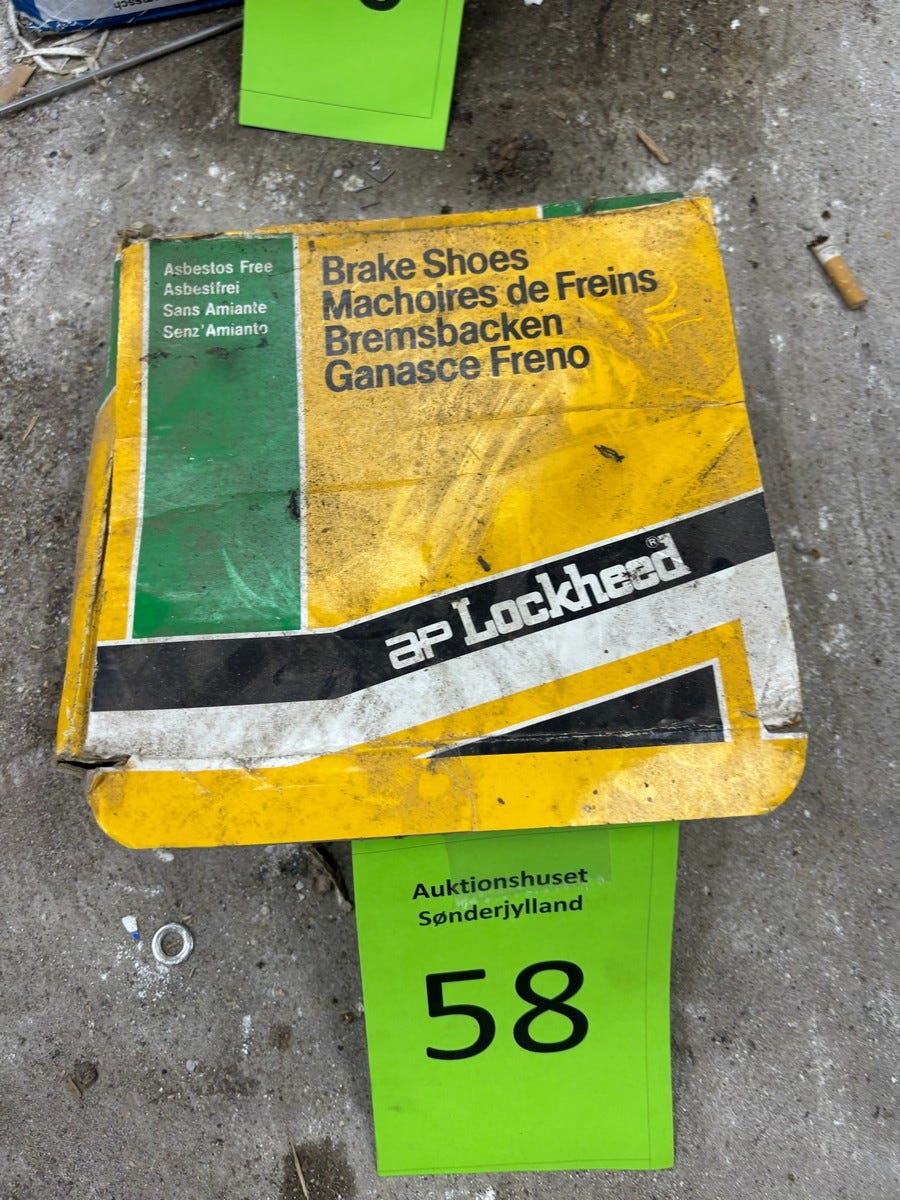 Asbestos Free
Asbestfrei
Sans Amiante
Senz'Amianto
Brake Shoes
Machoires de Freins
Bremsbacken
Ganasce Freno
ap Lockheed®
Auktionshuset
Sønderjylland
58